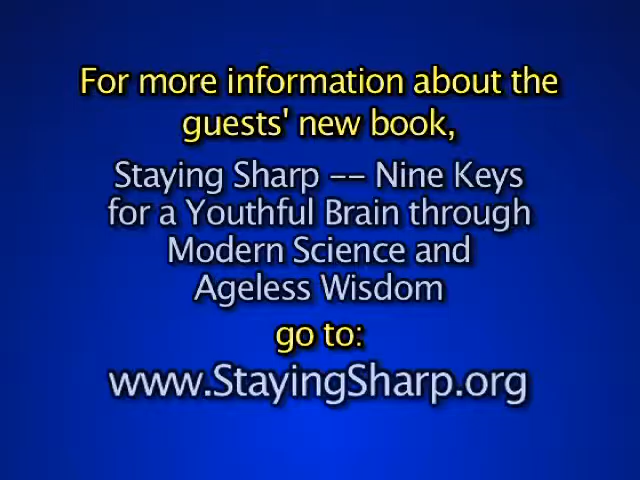 For more information about the
guests' new book,
Staying Sharp -- Nine Keys
for a Youthful Brain through
Modern Science and
Ageless Wisdom
go to:
www.StayingSharp.org